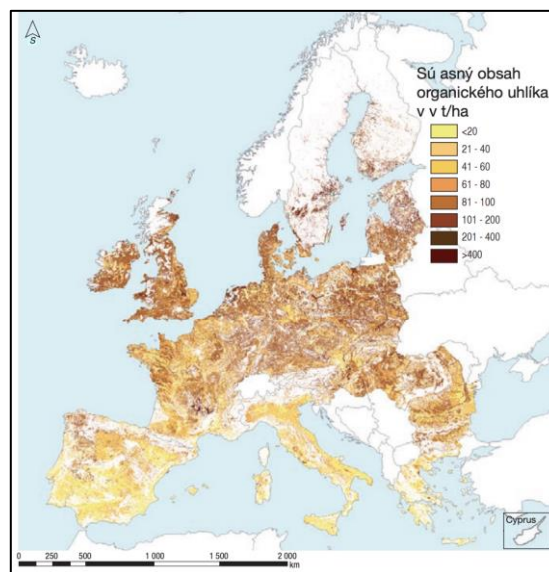 S
Sú asný obsah
organického uhlíka
v v t/ha
<20
21 - 40
41 - 60
61 - 80
81 - 100
101 - 200
201 - 400
>400
Cyprus
0 250 500 1 000 1 500 2 000
km